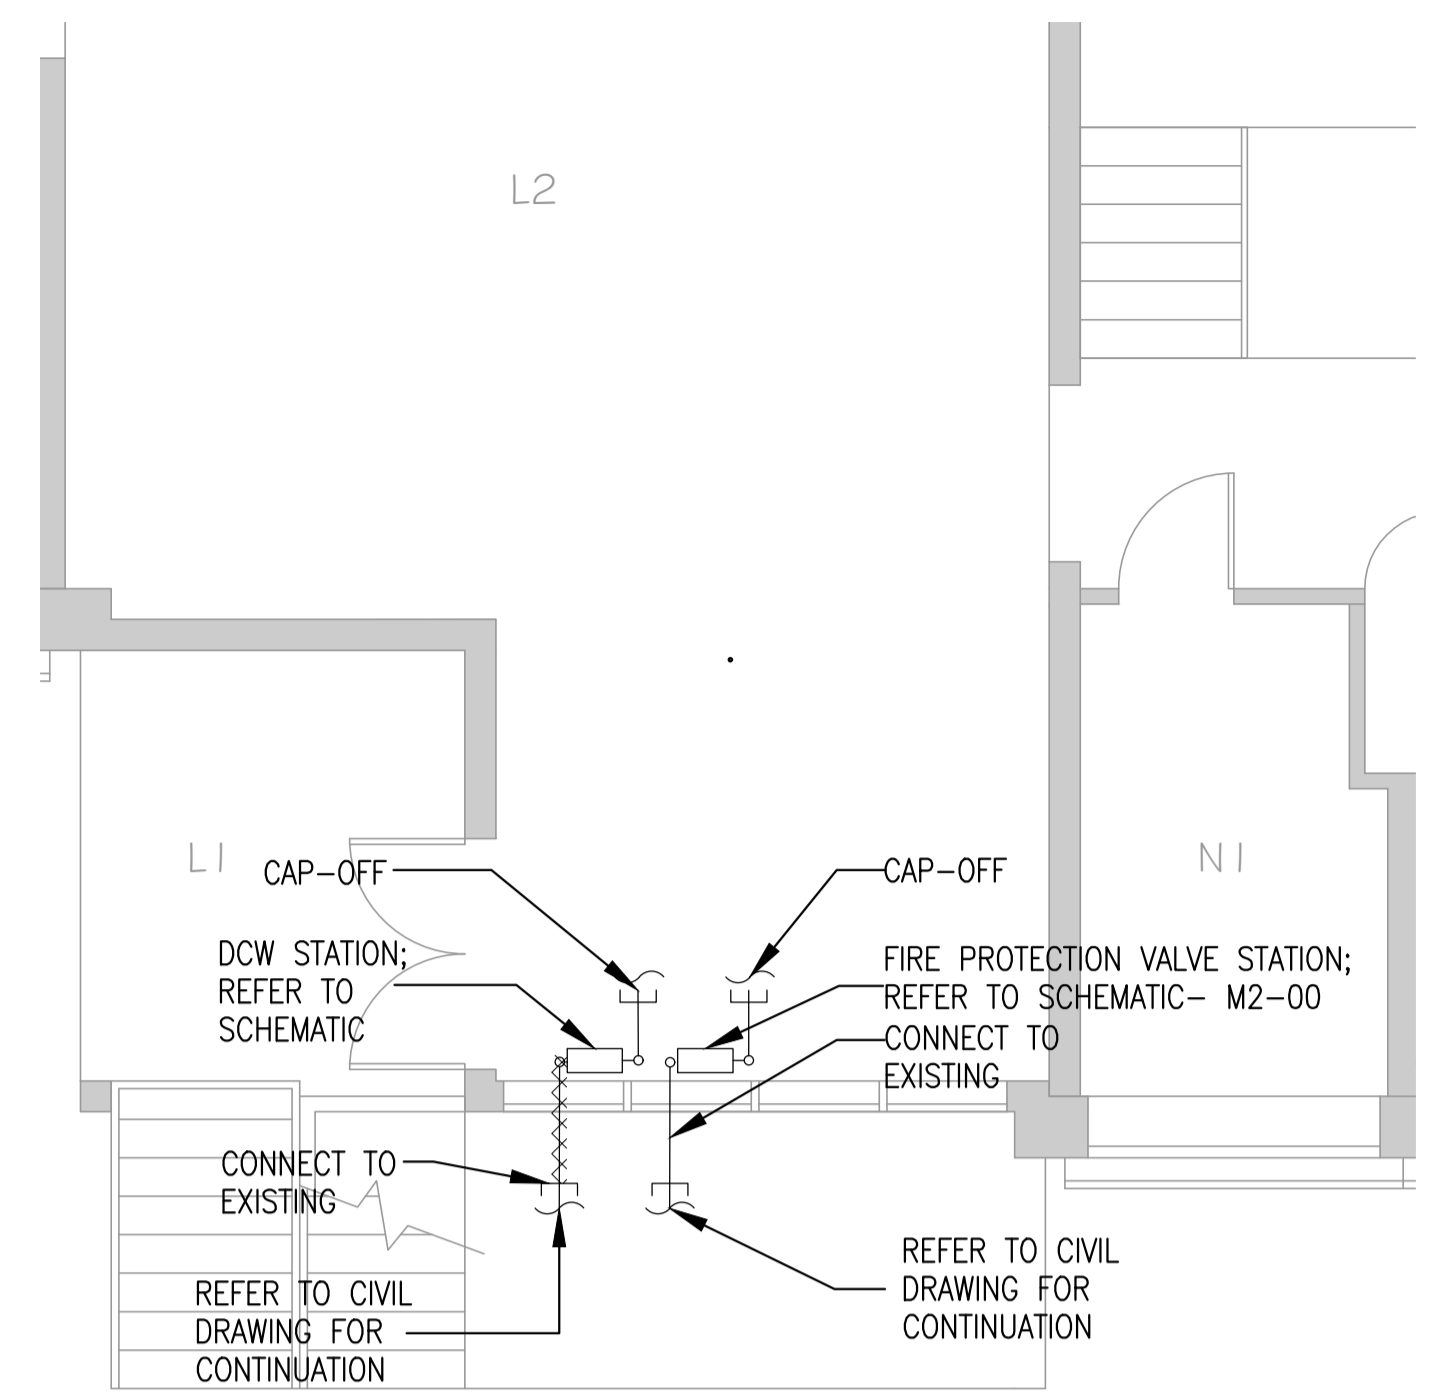 L2
L1
N1
CAP-OFF
CAP-OFF
DCW STATION;
REFER TO
SCHEMATIC
FIRE PROTECTION VALVE STATION;
REFER TO SCHEMATIC- M2-00
CONNECT TO
EXISTING
CONNECT TO
EXISTING
REFER TO CIVIL
DRAWING FOR
CONTINUATION
REFER TO CIVIL
DRAWING FOR
CONTINUATION